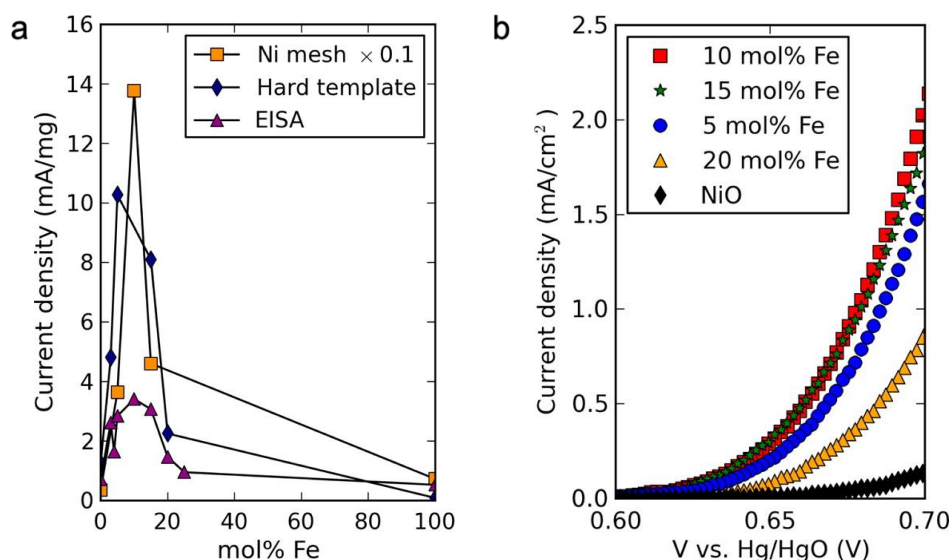 a
16
14
12
10
8
6
4
2
0
Current density (mA/mg)
Ni mesh × 0.1
Hard template
EISA
0 20 40 60 80 100
mol% Fe
b
2.5
2.0
1.5
1.0
0.5
0.0
Current density (mA/cm²)
10 mol% Fe
15 mol% Fe
5 mol% Fe
20 mol% Fe
NiO
0.60 0.65 0.70
V vs. Hg/HgO (V)